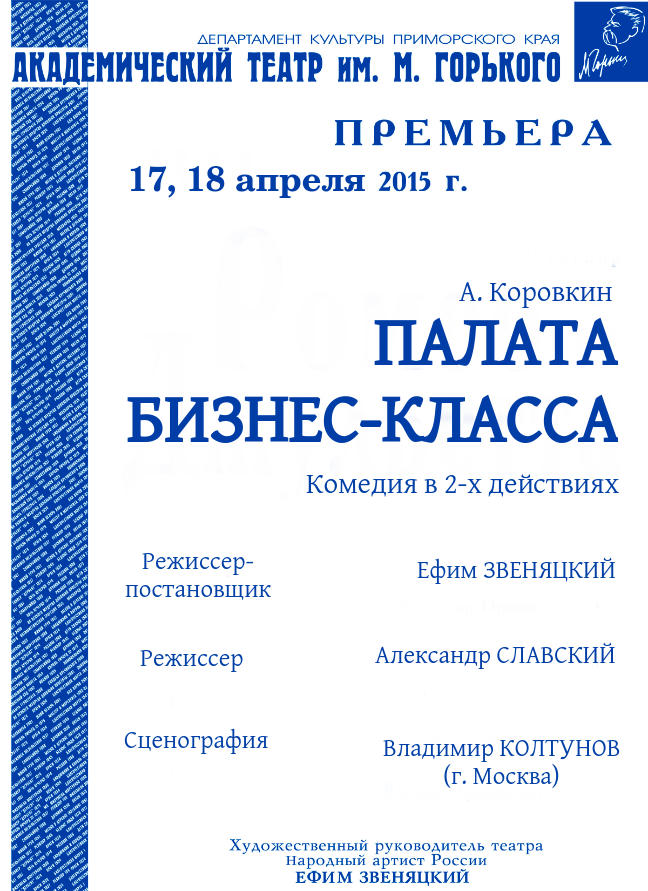 ДЕПАРТАМЕНТ КУЛЬТУРЫ ПРИМОРСКОГО КРАЯ
АКАДЕМИЧЕСКИЙ ТЕАТР ИМ. М. ГОРЬКОГО
ПРЕМЬЕРА
17, 18 апреля 2015 г.
А. Коровкин
ПАЛАТА
БИЗНЕС-КЛАССА
Комедия в 2-х действиях
Режиссер-
постановщик
Ефим ЗВЕНЯЦКИЙ
Режиссер
Александр СЛАВСКИЙ
Сценография
Владимир КОЛТУНОВ
(г. Москва)
Художественный руководитель театра
Народный артист России
ЕФИМ ЗВЕНЯЦКИЙ